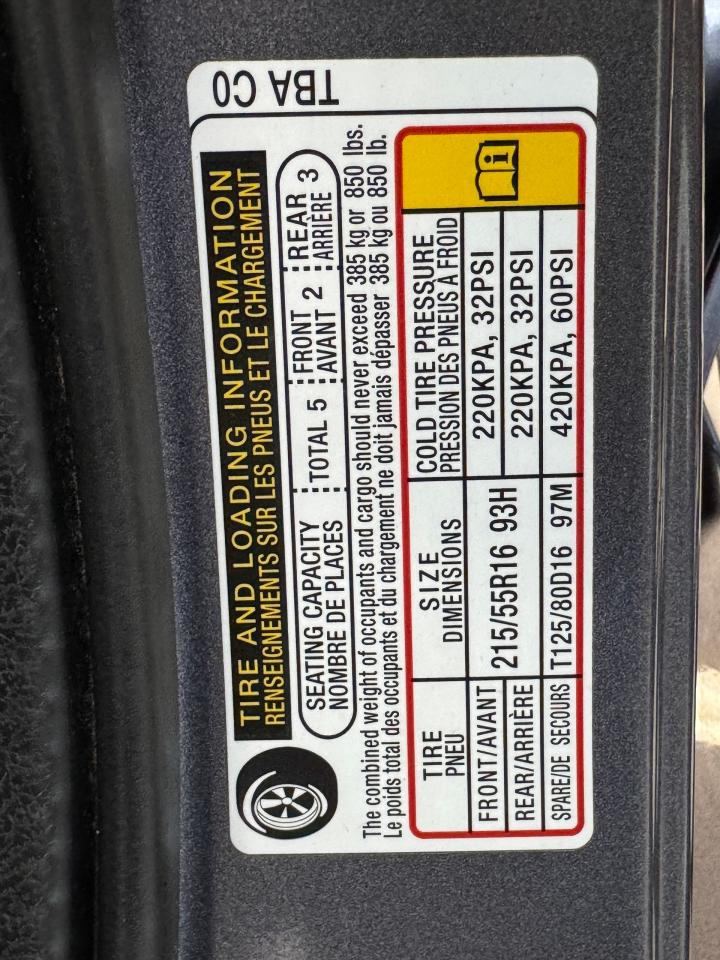 TBA C0
TIRE AND LOADING INFORMATION
RENSEIGNEMENTS SUR LES PNEUS ET LE CHARGEMENT
SEATING CAPACITY TOTAL 5 FRONT 2 REAR 3
NOMBRE DE PLACES AVANT ARRIÈRE
The combined weight of occupants and cargo should never exceed 385 kg or 850 lbs.
Le poids total des occupants et du chargement ne doit jamais dépasser 385 kg ou 850 lb.
TIRE SIZE COLD TIRE PRESSURE
PNEU DIMENSIONS PRESSION DES PNEUS À FROID
FRONT/AVANT 215/55R16 93H 220KPA, 32PSI
REAR/ARRIÈRE 220KPA, 32PSI
SPARE/DE SECOURS T125/80D16 97M 420KPA, 60PSI